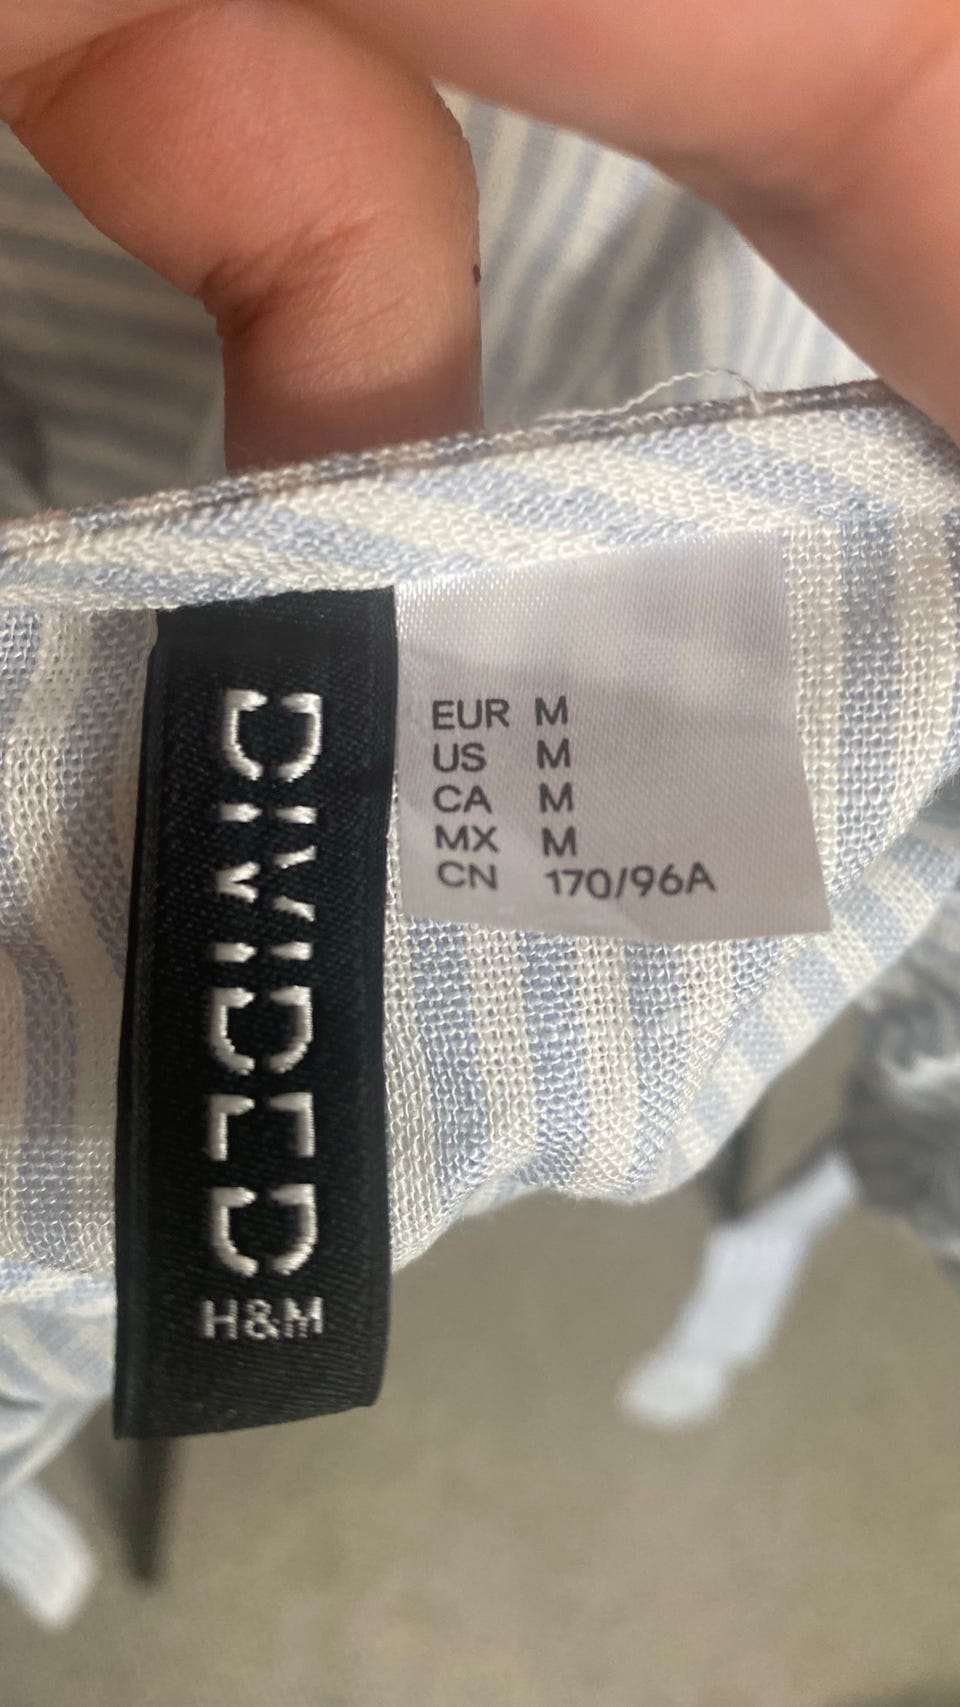 DIVIDED
H&M
EUR M
US M
CA M
MX M
CN 170/96A